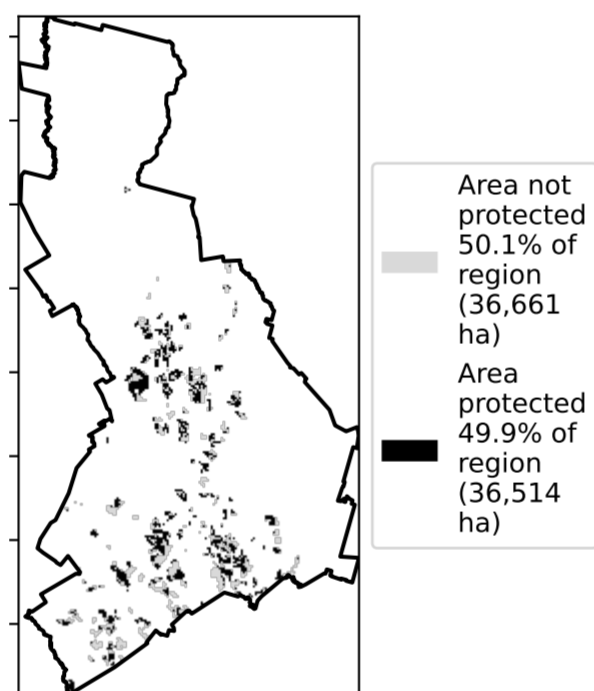 Area not
protected
50.1% of
region
(36,661
ha)
Area
protected
49.9% of
region
(36,514
ha)